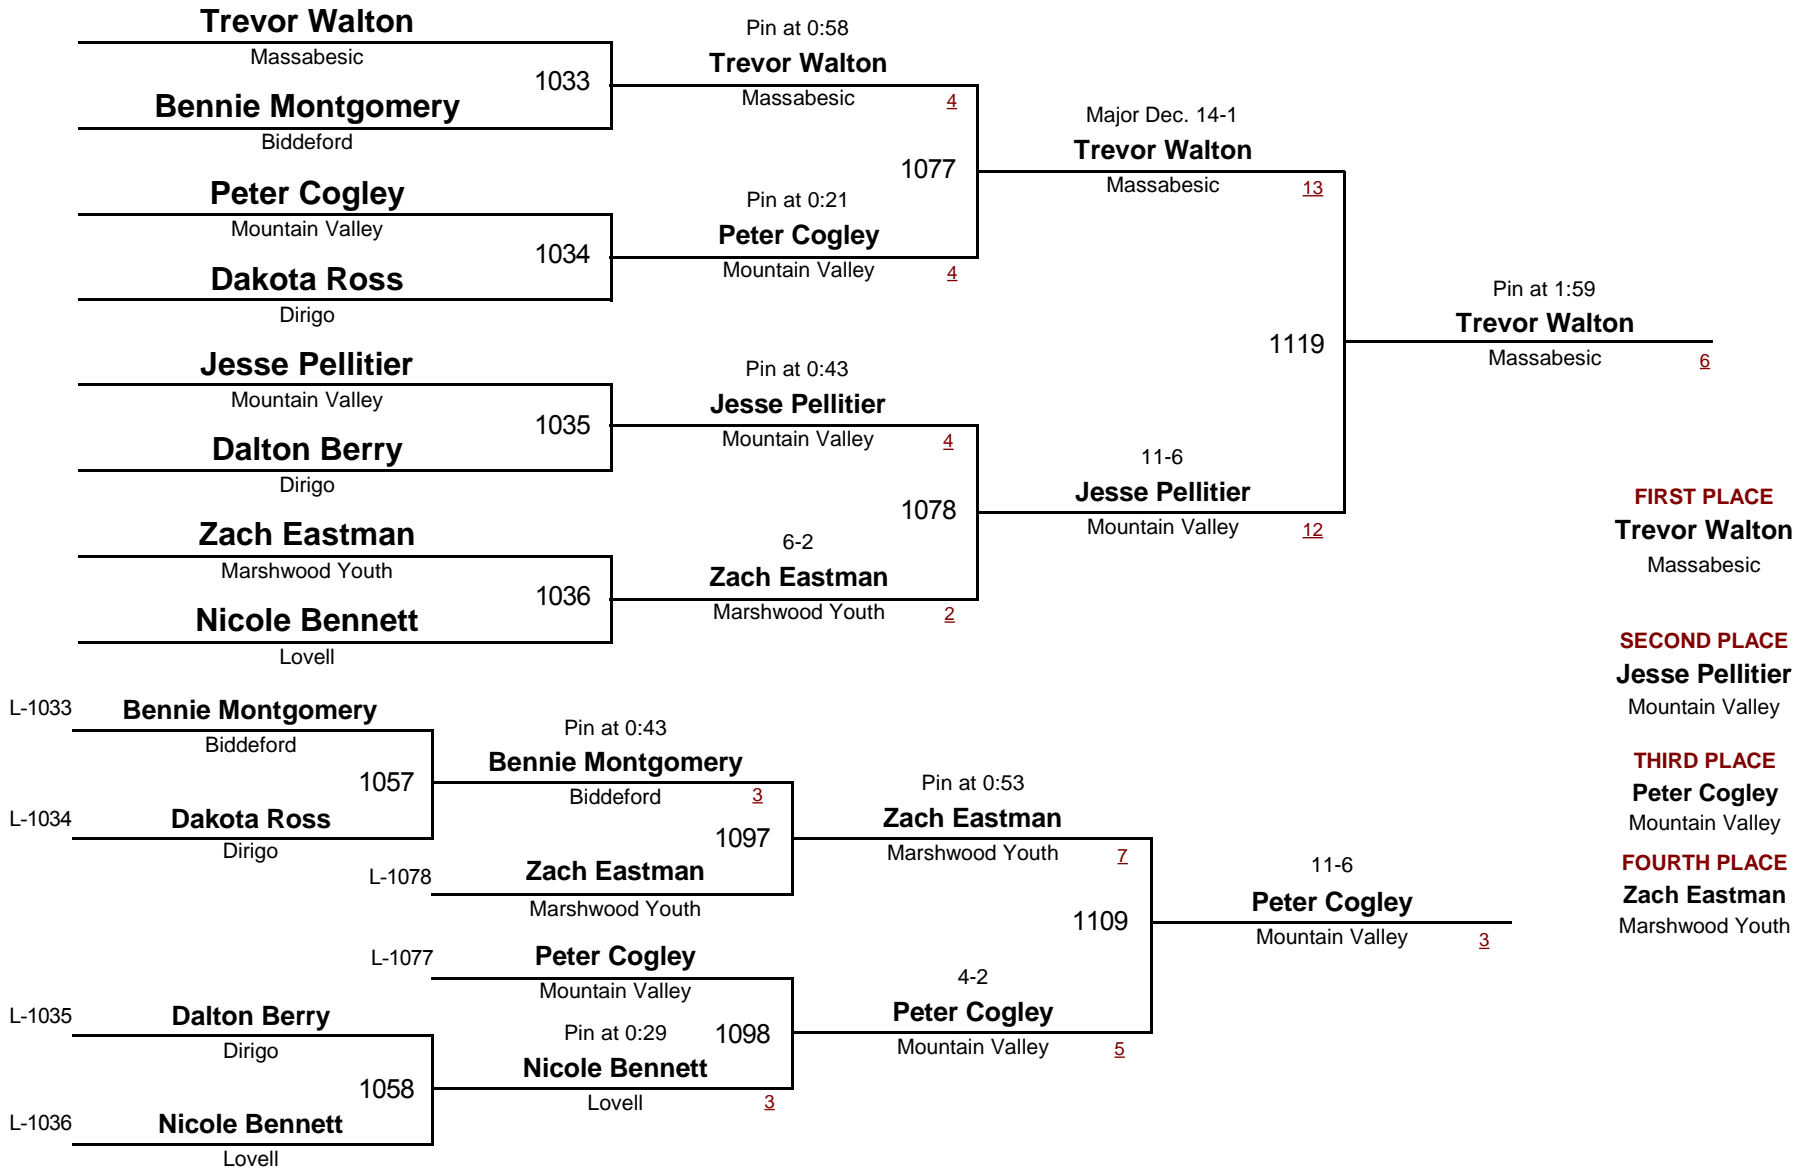 Trevor Walton
Massabesic
1033
Bennie Montgomery
Biddeford
Peter Cogley
Mountain Valley
1034
Dakota Ross
Dirigo
Jesse Pellitier
Mountain Valley
1035
Dalton Berry
Dirigo
Zach Eastman
Marshwood Youth
1036
Nicole Bennett
Lovell
Pin at 0:58
Trevor Walton
Massabesic 4
1077
Pin at 0:21
Peter Cogley
Mountain Valley 4
Pin at 0:43
Jesse Pellitier
Mountain Valley 4
1078
6-2
Zach Eastman
Marshwood Youth 2
Major Dec. 14-1
Trevor Walton
Massabesic 13
1119
11-6
Jesse Pellitier
Mountain Valley 12
Pin at 1:59
Trevor Walton
Massabesic 6
FIRST PLACE
Trevor Walton
Massabesic
SECOND PLACE
Jesse Pellitier
Mountain Valley
THIRD PLACE
Peter Cogley
Mountain Valley
FOURTH PLACE
Zach Eastman
Marshwood Youth
L-1033 Bennie Montgomery
Biddeford
1057
L-1034 Dakota Ross
Dirigo
Pin at 0:43
Bennie Montgomery
Biddeford 3
1097
L-1078 Zach Eastman
Marshwood Youth
L-1077 Peter Cogley
Mountain Valley
1098
L-1035 Dalton Berry
Dirigo
1058
L-1036 Nicole Bennett
Lovell
Pin at 0:29
Nicole Bennett
Lovell 3
Pin at 0:53
Zach Eastman
Marshwood Youth 7
1109
4-2
Peter Cogley
Mountain Valley 5
11-6
Peter Cogley
Mountain Valley 3